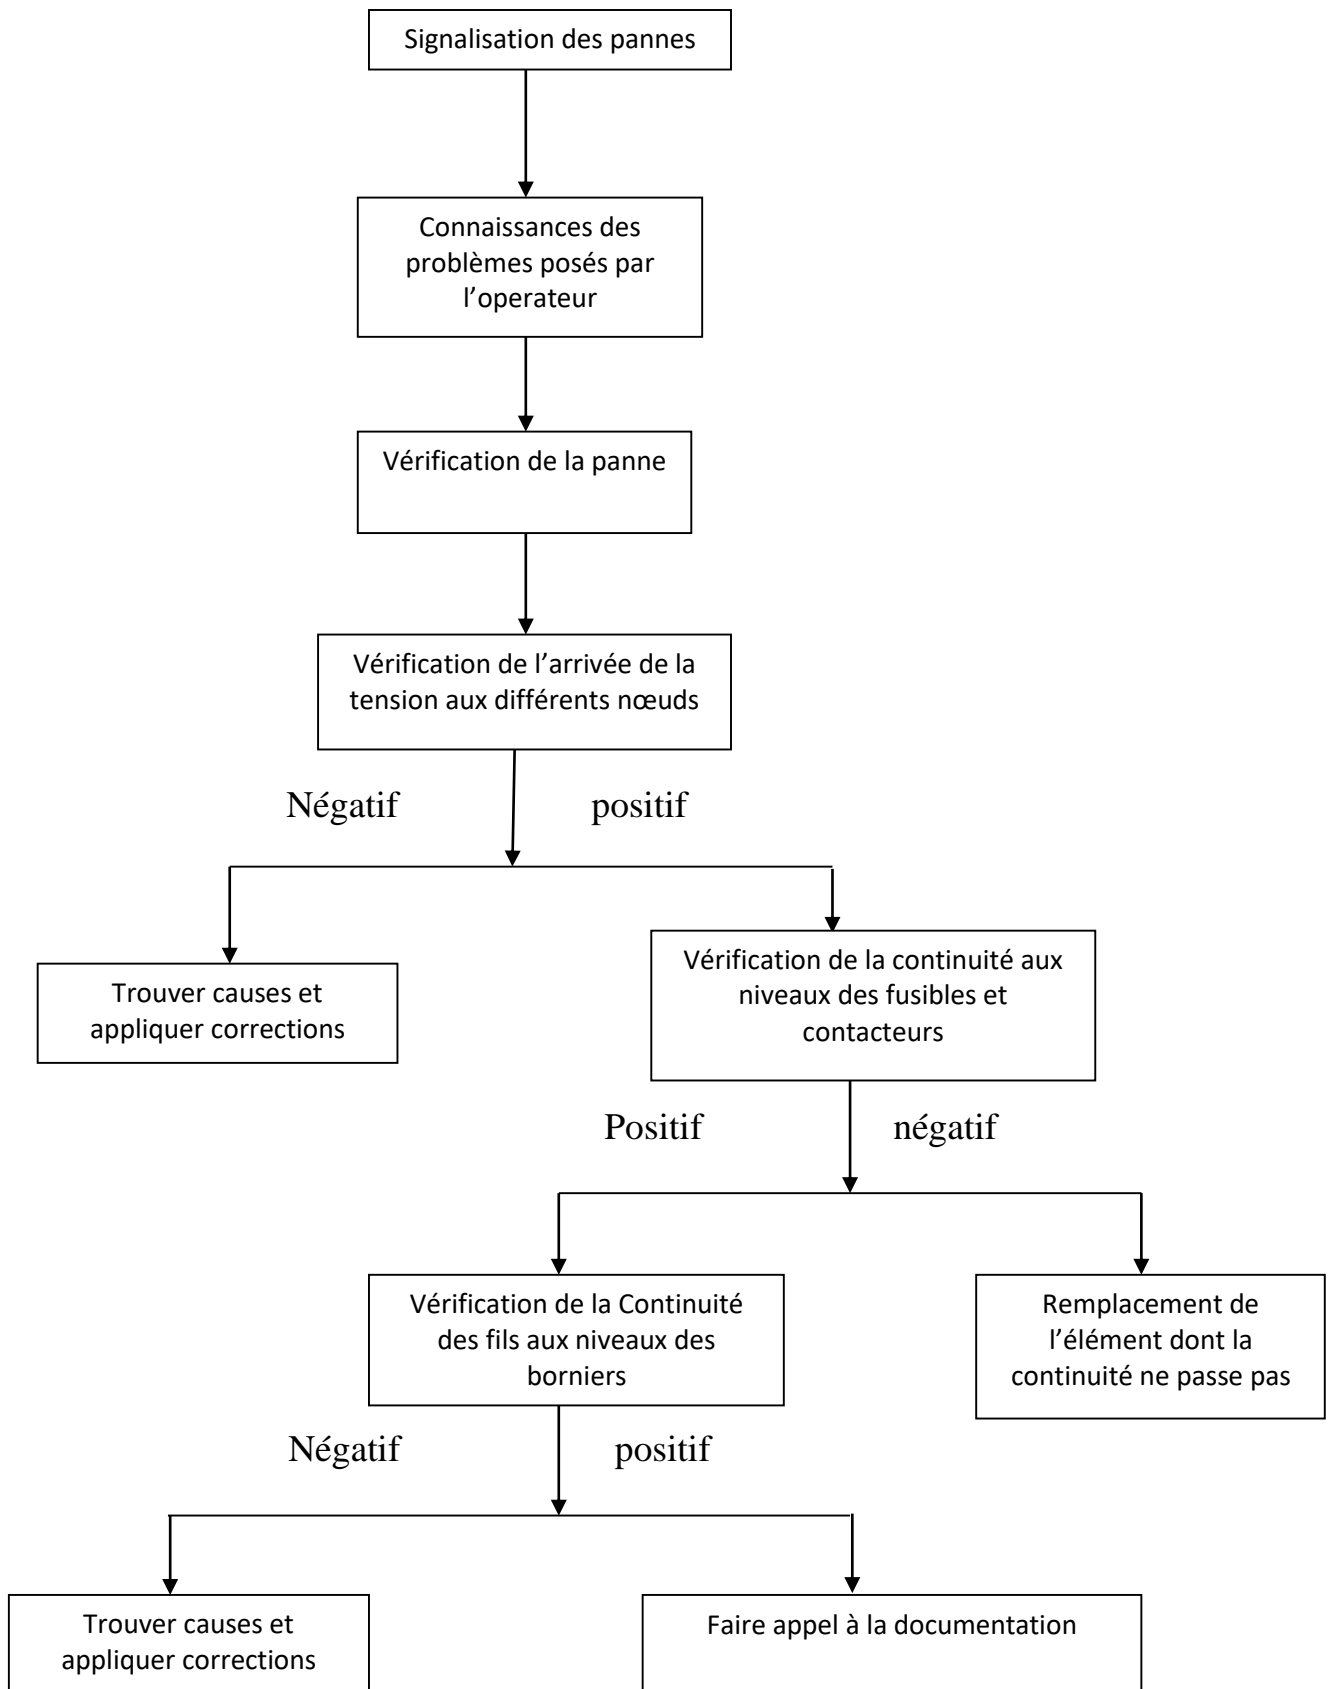 Signalisation des pannes
Connaissances des
problèmes posés par
l’operateur
Vérification de la panne
Vérification de l’arrivée de la
tension aux différents nœuds
Négatif
positif
Trouver causes et
appliquer corrections
Vérification de la continuité aux
niveaux des fusibles et
contacteurs
Positif
négatif
Vérification de la Continuité
des fils aux niveaux des
borniers
Remplacement de
l’élément dont la
continuité ne passe pas
Négatif
positif
Trouver causes et
appliquer corrections
Faire appel à la documentation